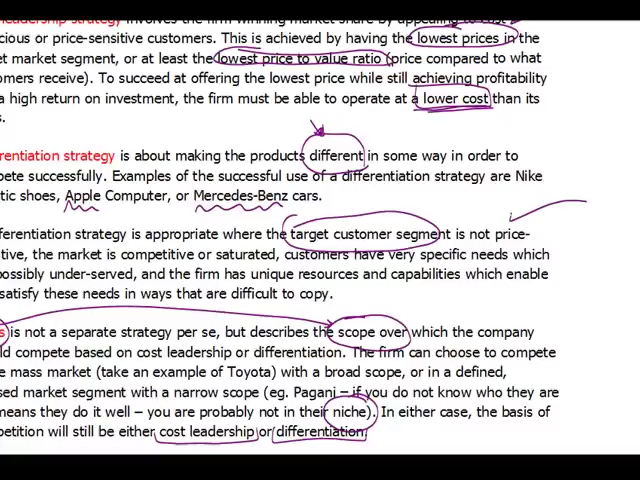 leadership strategy involves the firm winning market share by appealing to
cious or price-sensitive customers. This is achieved by having the lowest prices in the
et market segment, or at least the lowest price to value ratio (price compared to what
omers receive). To succeed at offering the lowest price while still achieving profitability
a high return on investment, the firm must be able to operate at a lower cost than its
s.
rentiation strategy is about making the products different in some way in order to
pete successfully. Examples of the successful use of a differentiation strategy are Nike
tic shoes, Apple Computer, or Mercedes-Benz cars.
fferentiation strategy is appropriate where the target customer segment is not price-
tive, the market is competitive or saturated, customers have very specific needs which
possibly under-served, and the firm has unique resources and capabilities which enable
satisfy these needs in ways that are difficult to copy.
s is not a separate strategy per se, but describes the scope over which the company
ld compete based on cost leadership or differentiation. The firm can choose to compete
e mass market (take an example of Toyota) with a broad scope, or in a defined,
sed market segment with a narrow scope (eg. Pagani – if you do not know who they are
means they do it well – you are probably not in their niche). In either case, the basis of
petition will still be either cost leadership or differentiation.